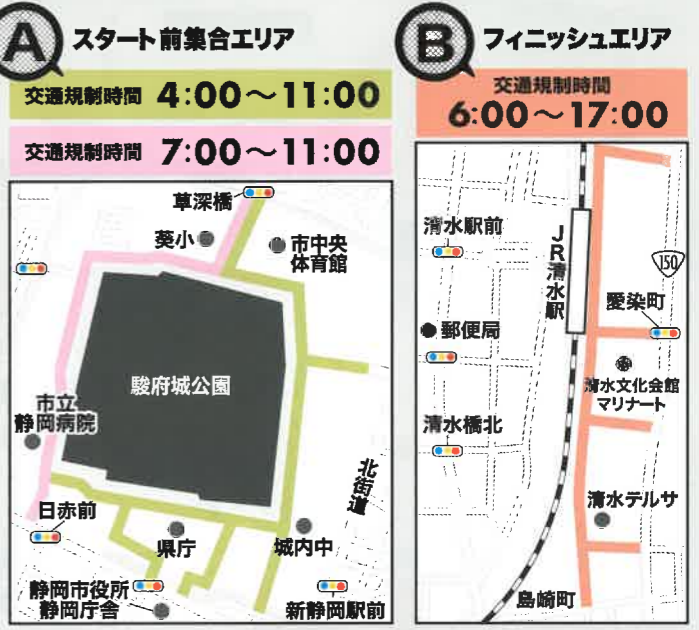 A
スタート前集合エリア
交通規制時間 4:00〜11:00
交通規制時間 7:00〜11:00
草深橋
葵小
市中央
体育館
駿府城公園
市立
静岡病院
北街道
日赤前
県庁
城内中
静岡市役所
静岡庁舎
新静岡駅前
B
フィニッシュエリア
交通規制時間
6:00〜17:00
清水駅前
JR清水駅
150
愛染町
郵便局
清水文化会館
マリナート
清水橋北
清水テルサ
島崎町